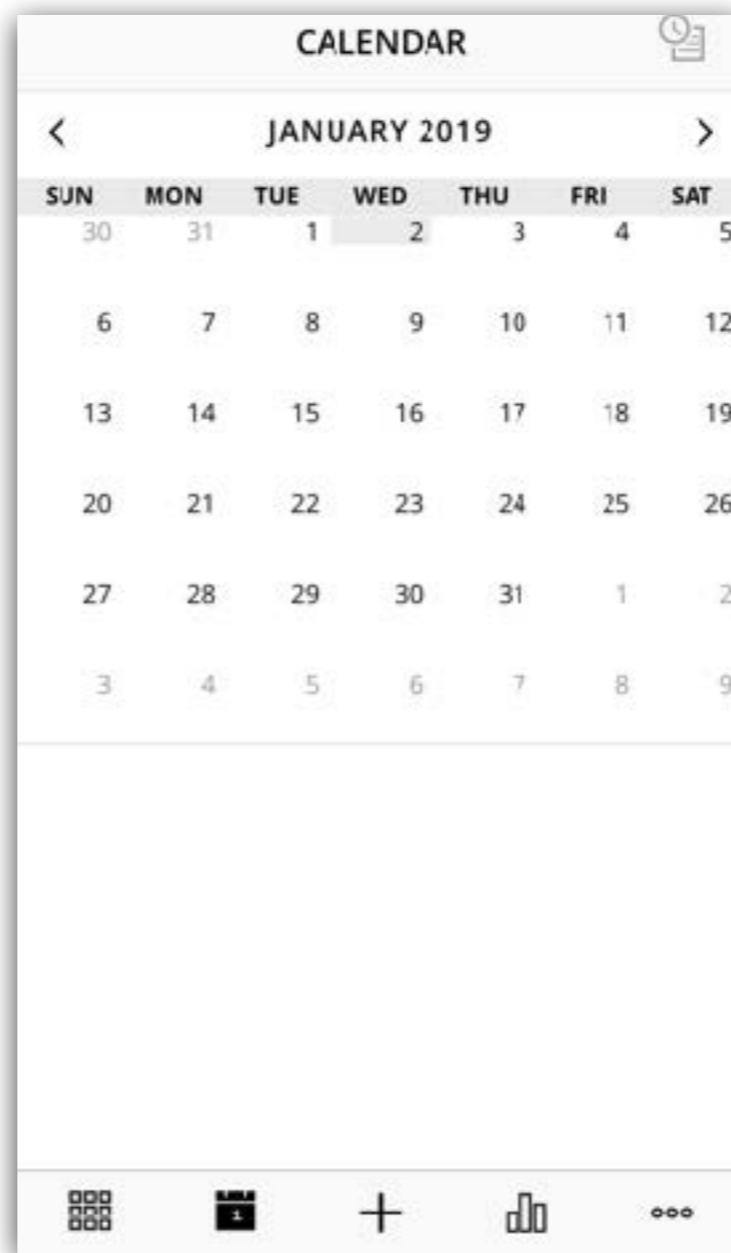 CALENDAR
JANUARY 2019
SUN MON TUE WED THU FRI SAT
30 31 1 2 3 4 5
6 7 8 9 10 11 12
13 14 15 16 17 18 19
20 21 22 23 24 25 26
27 28 29 30 31 1 2
3 4 5 6 7 8 9
1